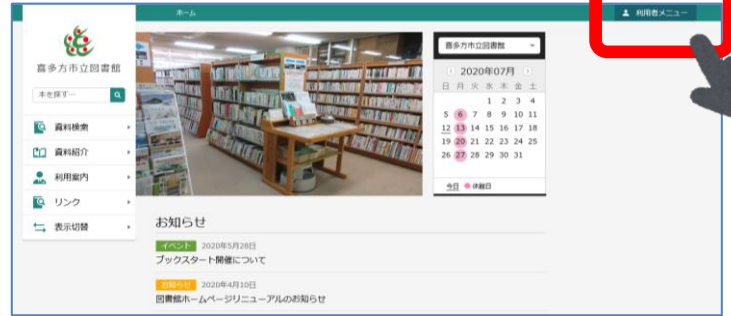 ホーム
利用者メニュー
喜多方市立図書館
本を探す…
資料検索
資料紹介
利用案内
リンク
表示切替
喜多方市立図書館
2020年07月
日 月 火 水 木 金 土
1 2 3 4
5 6 7 8 9 10 11
12 13 14 15 16 17 18
19 20 21 22 23 24 25
26 27 28 29 30 31
今日 休館日
お知らせ
イベント 2020年5月28日
ブックスタート開催について
お知らせ 2020年4月10日
図書館ホームページリニューアルのお知らせ